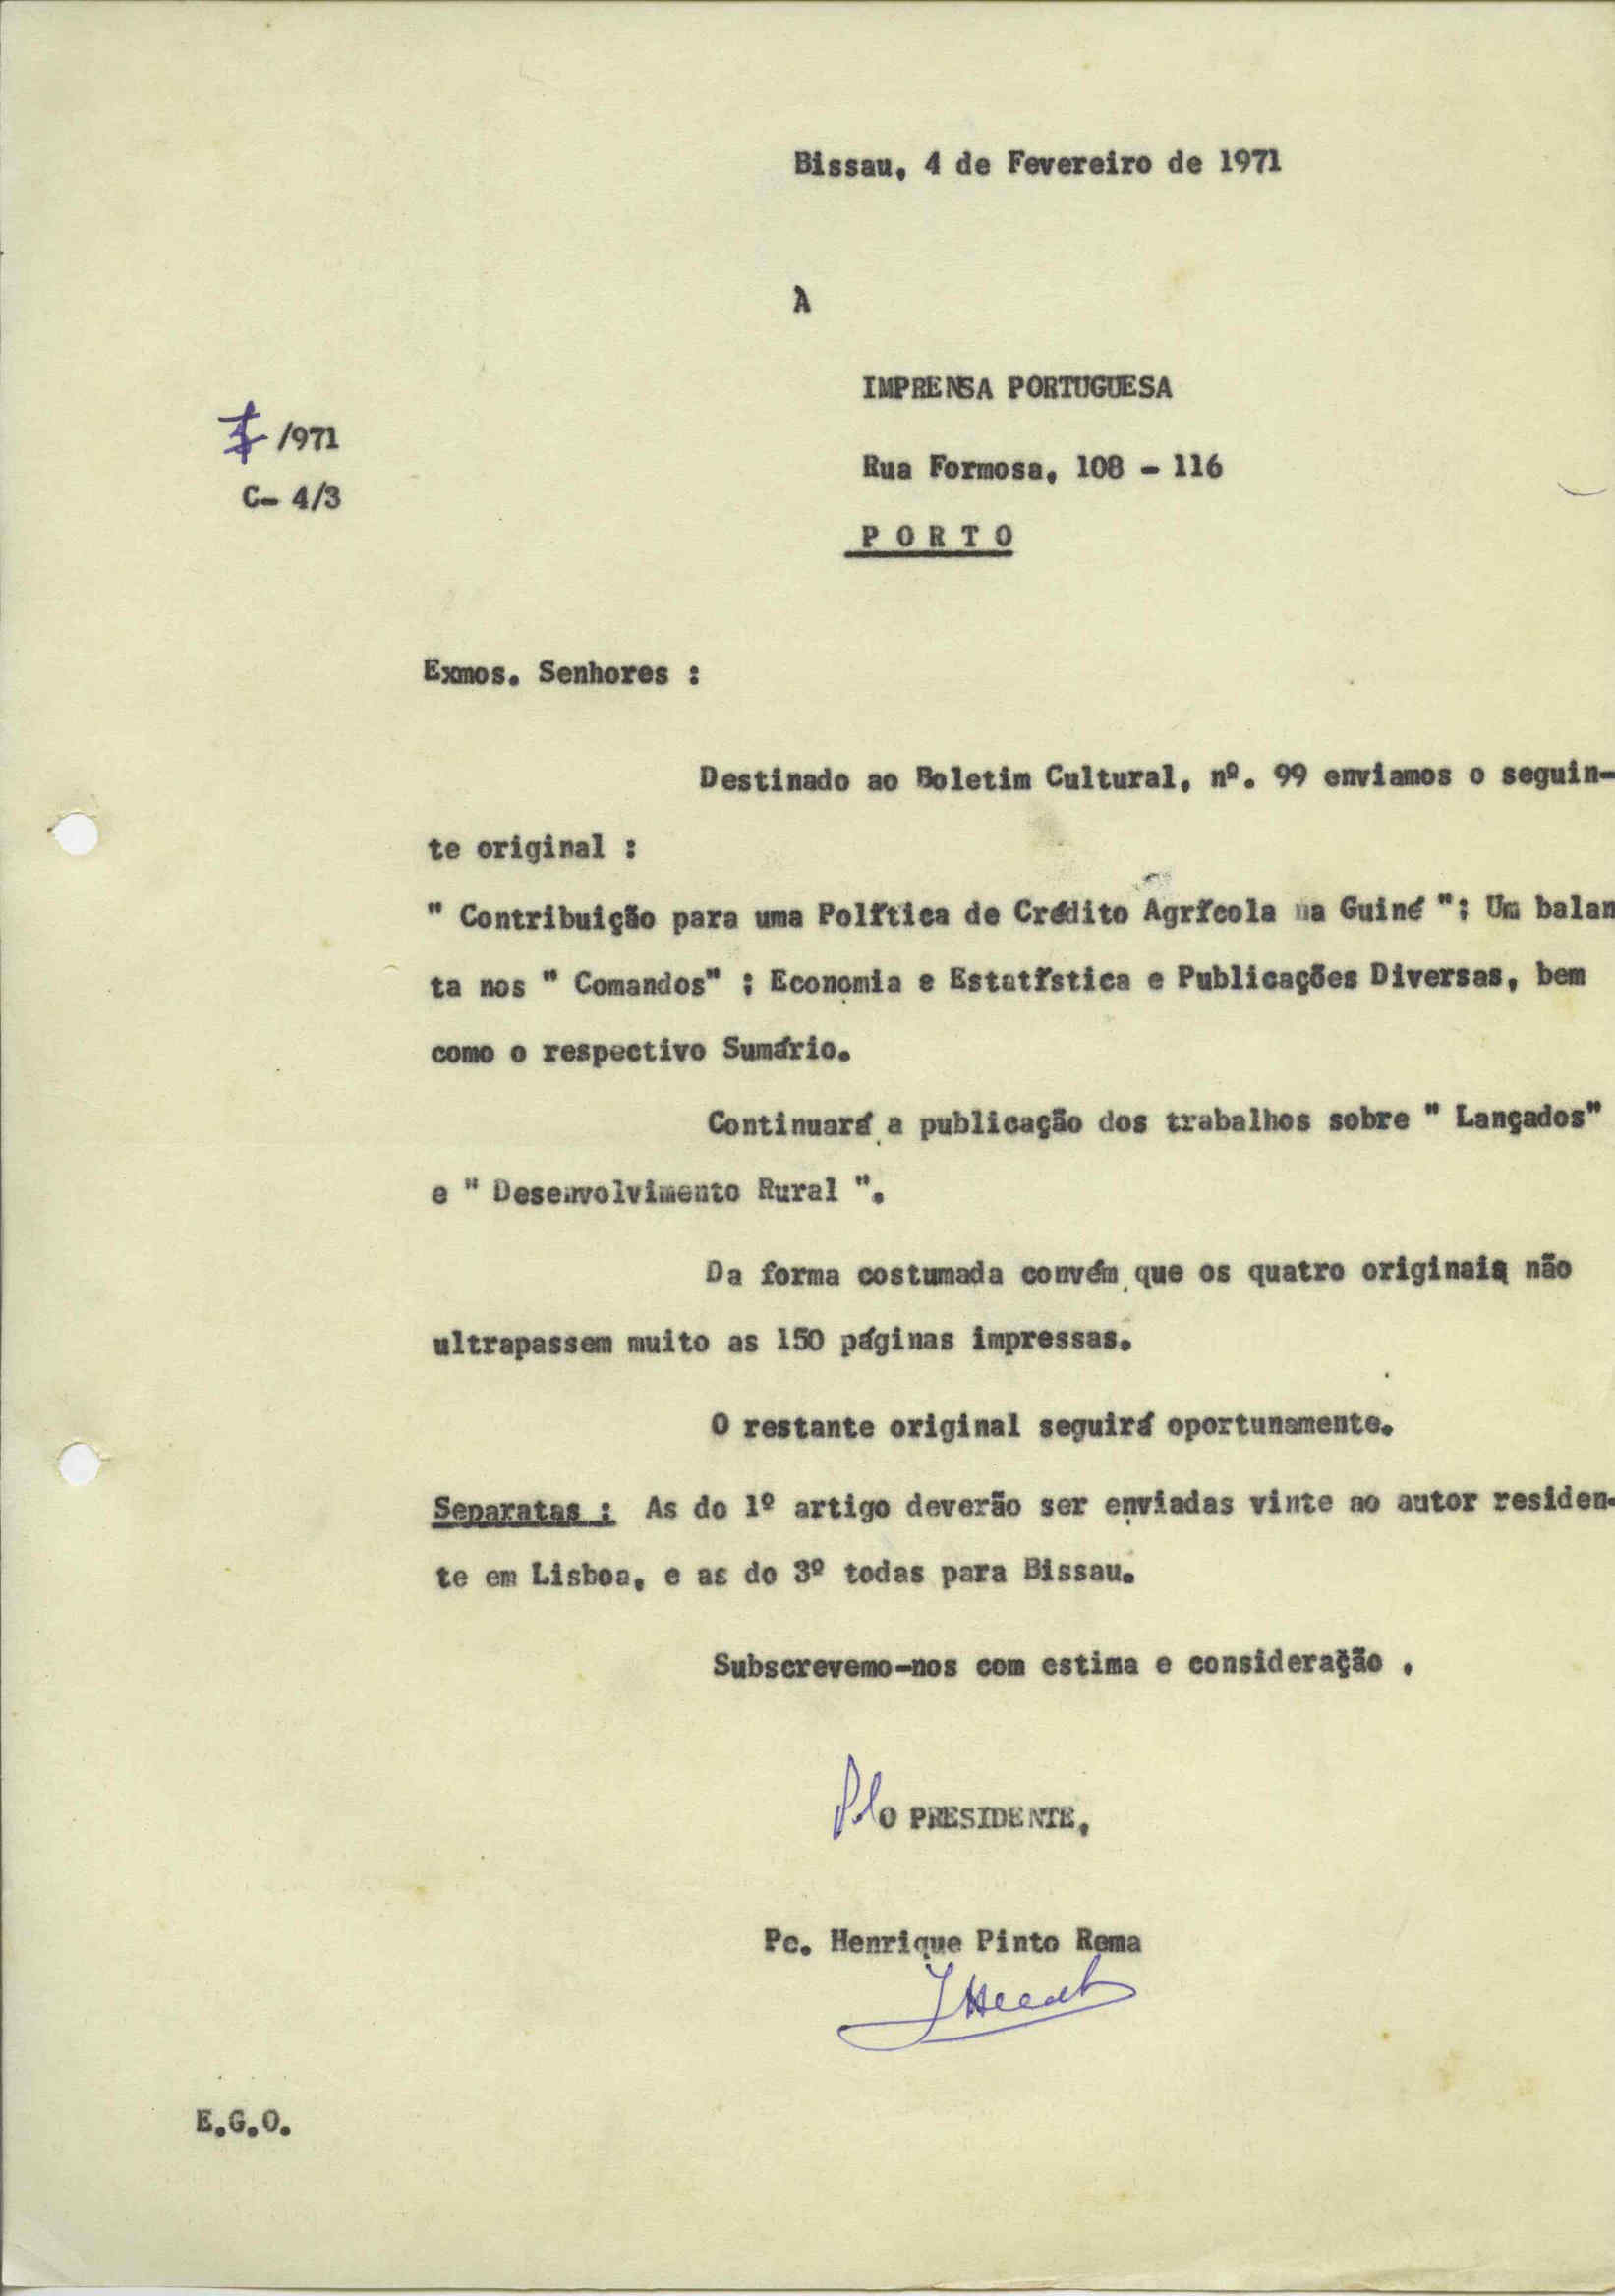 Bissau, 4 de Fevereiro de 1971
À
IMPRENSA PORTUGUESA
/971
Rua Formosa, 108 - 116
C- 4/3
P O R T O
Exmos. Senhores :
Destinado ao Boletim Cultural, nº. 99 enviamos o seguin-
te original :
" Contribuição para uma Política de Crédito Agrícola na Guiné "; Um balan
ta nos " Comandos" ; Economia e Estatística e Publicações Diversas, bem
como o respectivo Sumário.
Continuará a publicação dos trabalhos sobre " Lançados"
e " Desenvolvimento Rural ".
Da forma costumada convém que os quatro originais não
ultrapassem muito as 150 páginas impressas.
O restante original seguirá oportunamente.
Separatas : As do 1º artigo deverão ser enviadas vinte ao autor residen-
te em Lisboa, e as do 3º todas para Bissau.
Subscrevemo-nos com estima e consideração .
O PRESIDENTE,
Pe. Henrique Pinto Rema
E.G.O.